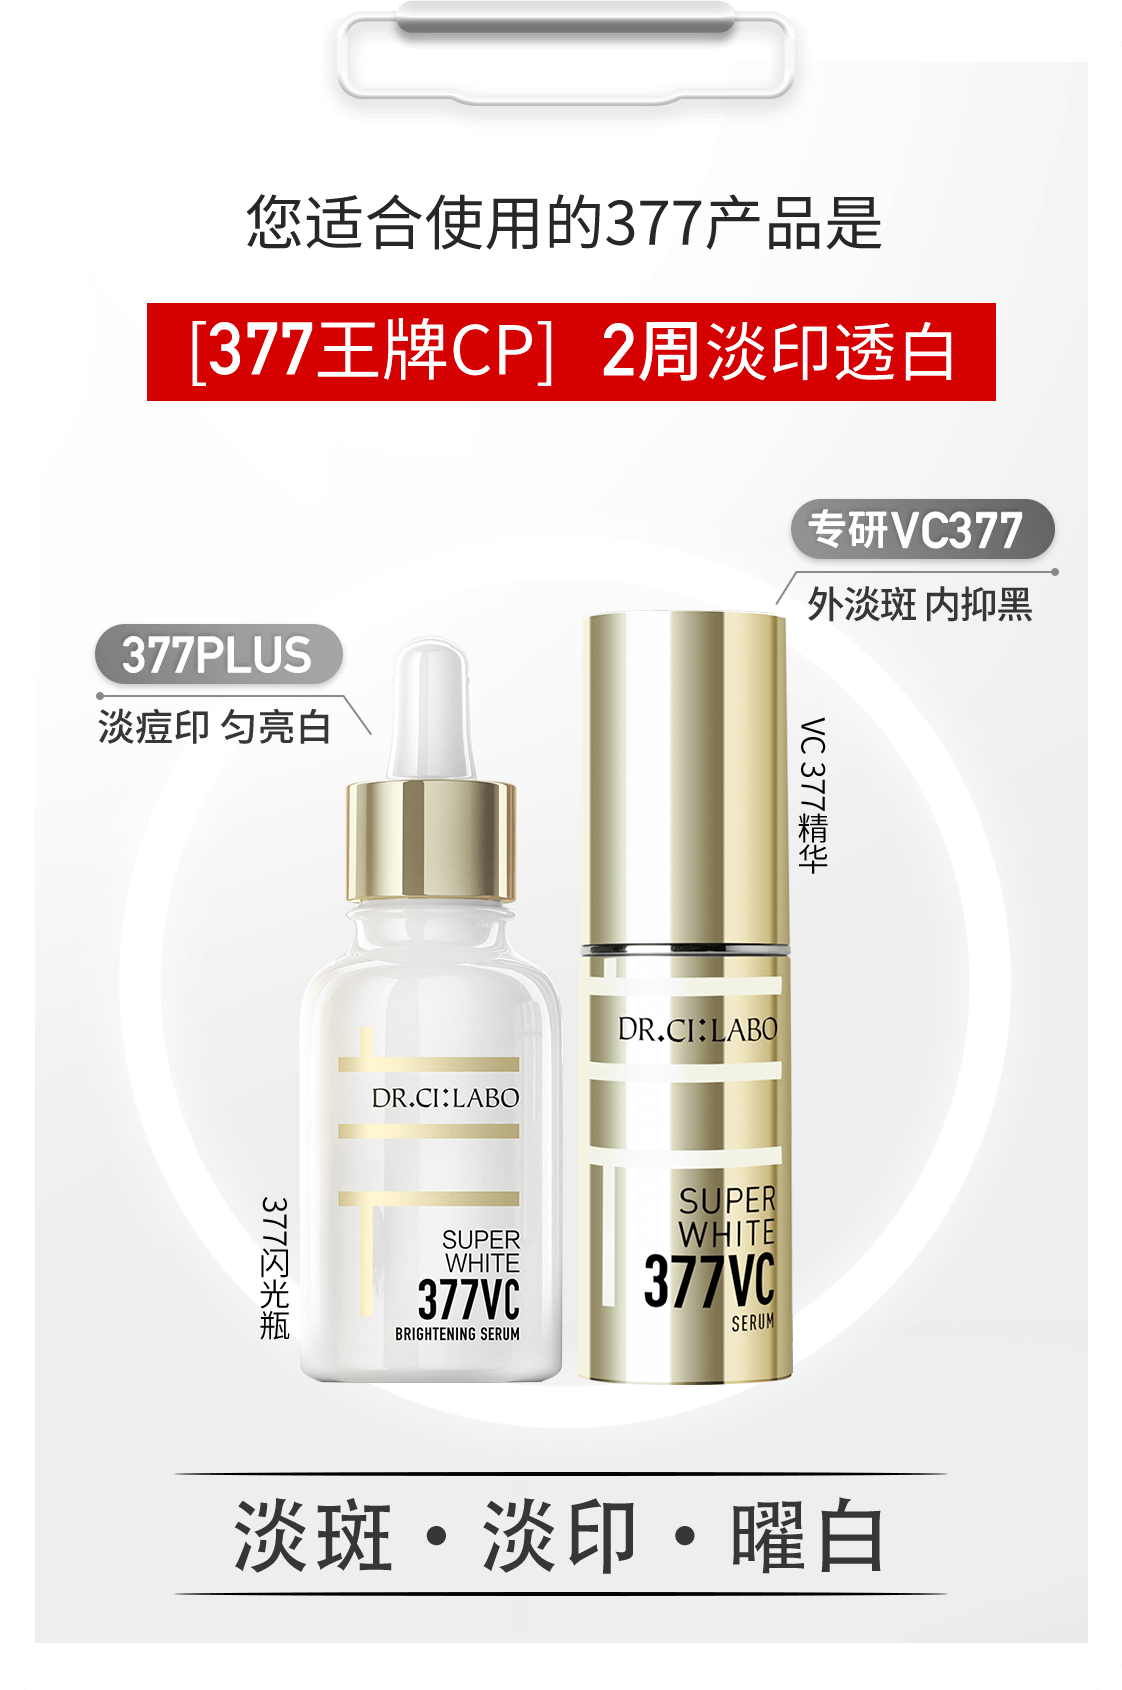 您适合使用的377产品是
[377王牌CP] 2周淡印透白
专研VC377
外淡斑 内抑黑
377PLUS
淡痘印 匀亮白
VC 377精华
DR.CI:LABO
SUPER
WHITE
377VC
SERUM
DR.CI:LABO
SUPER
WHITE
377VC
BRIGHTENING SERUM
377闪光瓶
淡斑·淡印·曜白